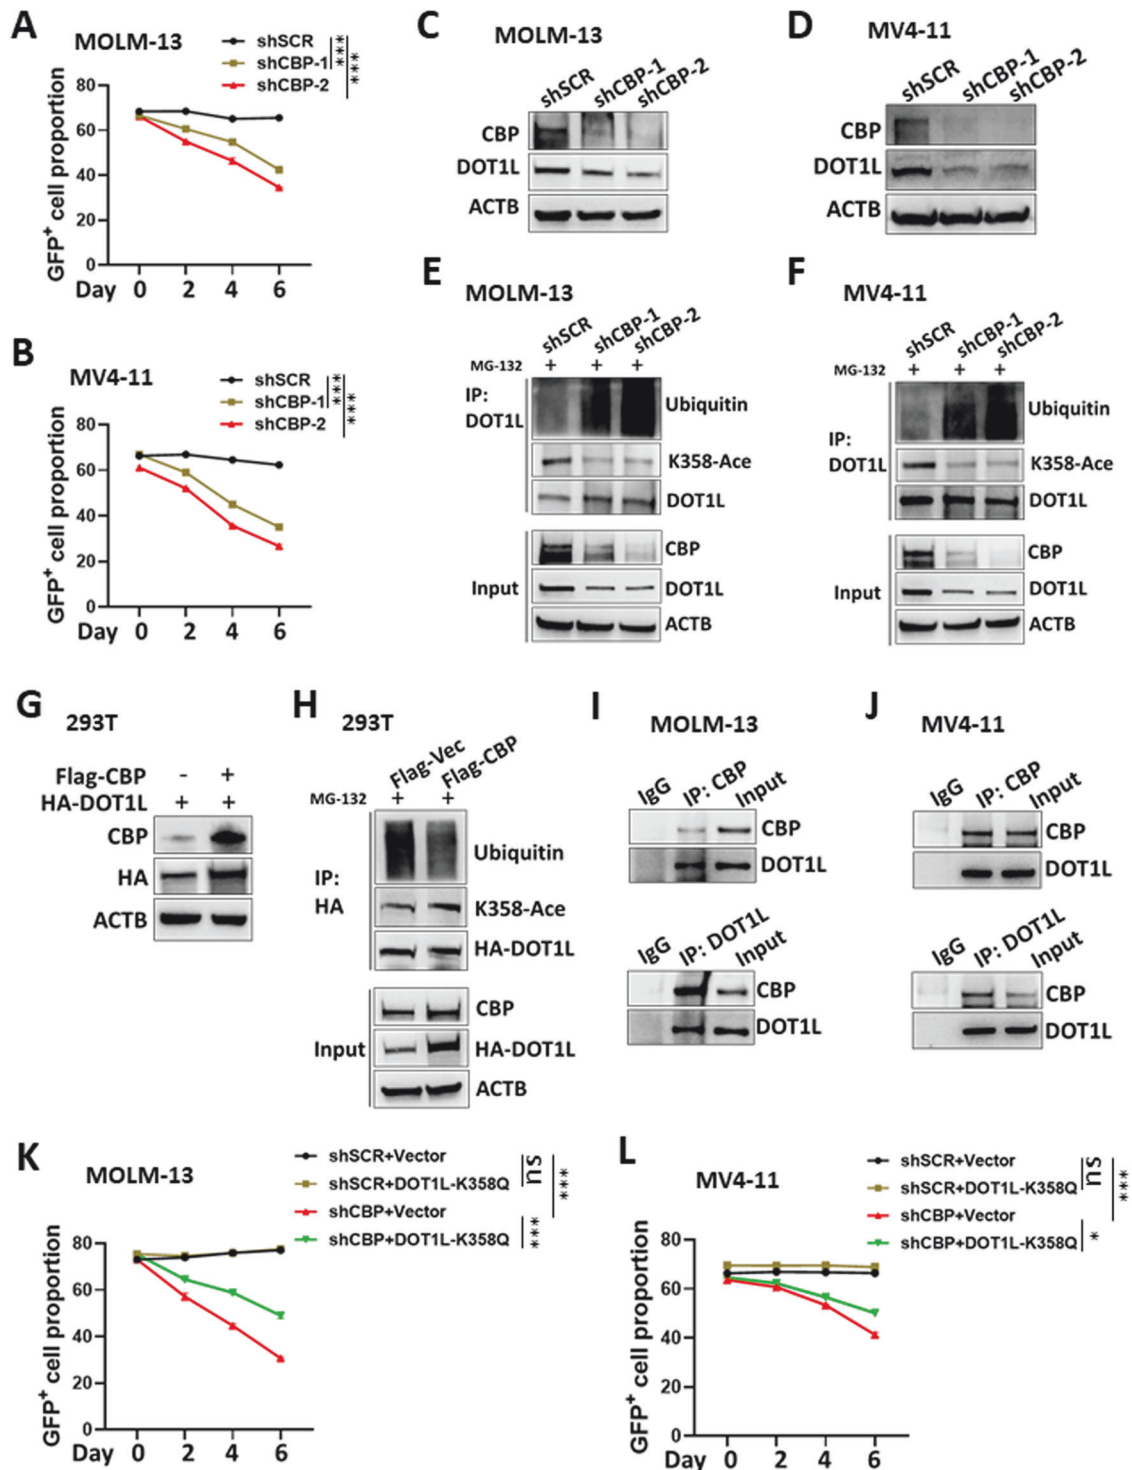 A
MOLM-13
shSCR
shCBP-1
shCBP-2
***
***
GFP+ cell proportion
80
60
40
20
0
Day 0 2 4 6
B
MV4-11
shSCR
shCBP-1
shCBP-2
***
***
GFP+ cell proportion
80
60
40
20
0
Day 0 2 4 6
C
MOLM-13
shSCR shCBP-1 shCBP-2
CBP
DOT1L
ACTB
D
MV4-11
shSCR shCBP-1 shCBP-2
CBP
DOT1L
ACTB
E
MOLM-13
shSCR shCBP-1 shCBP-2
MG-132 + + +
IP:
DOT1L
Ubiquitin
K358-Ace
DOT1L
Input
CBP
DOT1L
ACTB
F
MV4-11
shSCR shCBP-1 shCBP-2
MG-132 + + +
IP:
DOT1L
Ubiquitin
K358-Ace
DOT1L
Input
CBP
DOT1L
ACTB
G
293T
Flag-CBP - +
HA-DOT1L + +
CBP
HA
ACTB
H
293T
Flag-Vec Flag-CBP
MG-132 + +
IP:
HA
Ubiquitin
K358-Ace
HA-DOT1L
Input
CBP
HA-DOT1L
ACTB
I
MOLM-13
IgG IP: CBP Input
CBP
DOT1L
IgG IP: DOT1L Input
CBP
DOT1L
J
MV4-11
IgG IP: CBP Input
CBP
DOT1L
IgG IP: DOT1L Input
CBP
DOT1L
K
MOLM-13
shSCR+Vector
shSCR+DOT1L-K358Q
shCBP+Vector
shCBP+DOT1L-K358Q
ns
***
***
GFP+ cell proportion
80
60
40
20
0
Day 0 2 4 6
L
MV4-11
shSCR+Vector
shSCR+DOT1L-K358Q
shCBP+Vector
shCBP+DOT1L-K358Q
ns
***
*
GFP+ cell proportion
80
60
40
20
0
Day 0 2 4 6